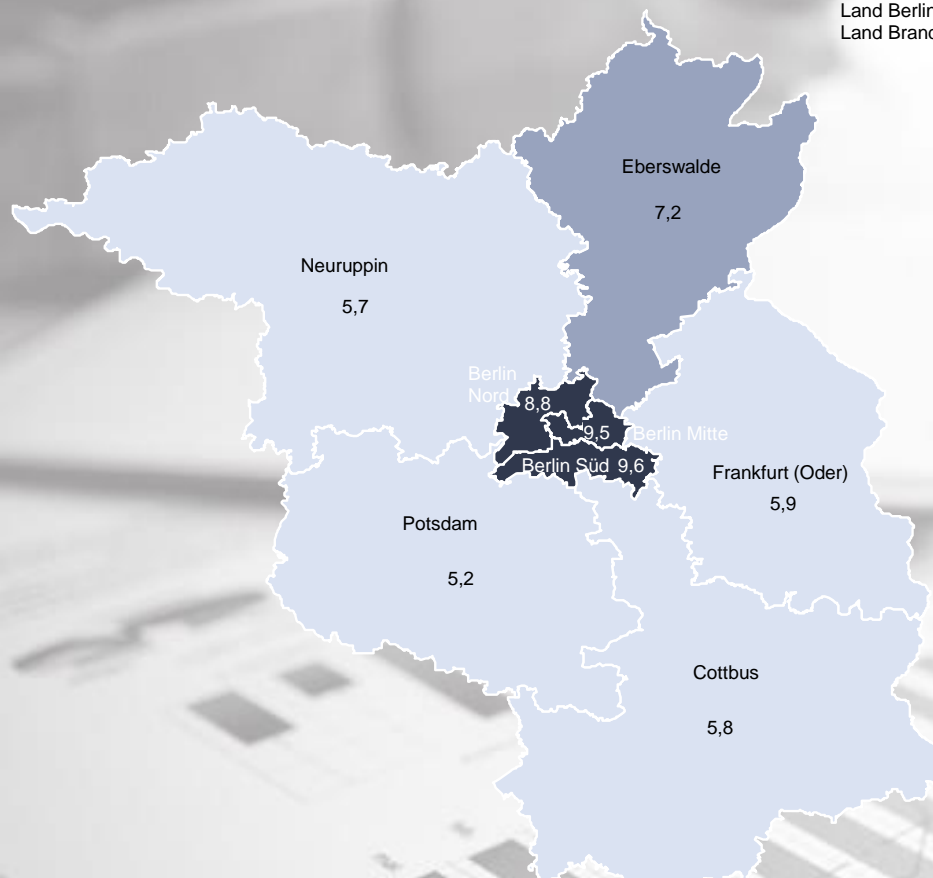 Land Berlin
Land Brand
Eberswalde
7,2
Neuruppin
5,7
Berlin
Nord
8,8
9,5 Berlin Mitte
Berlin Süd 9,6
Frankfurt (Oder)
5,9
Potsdam
5,2
Cottbus
5,8